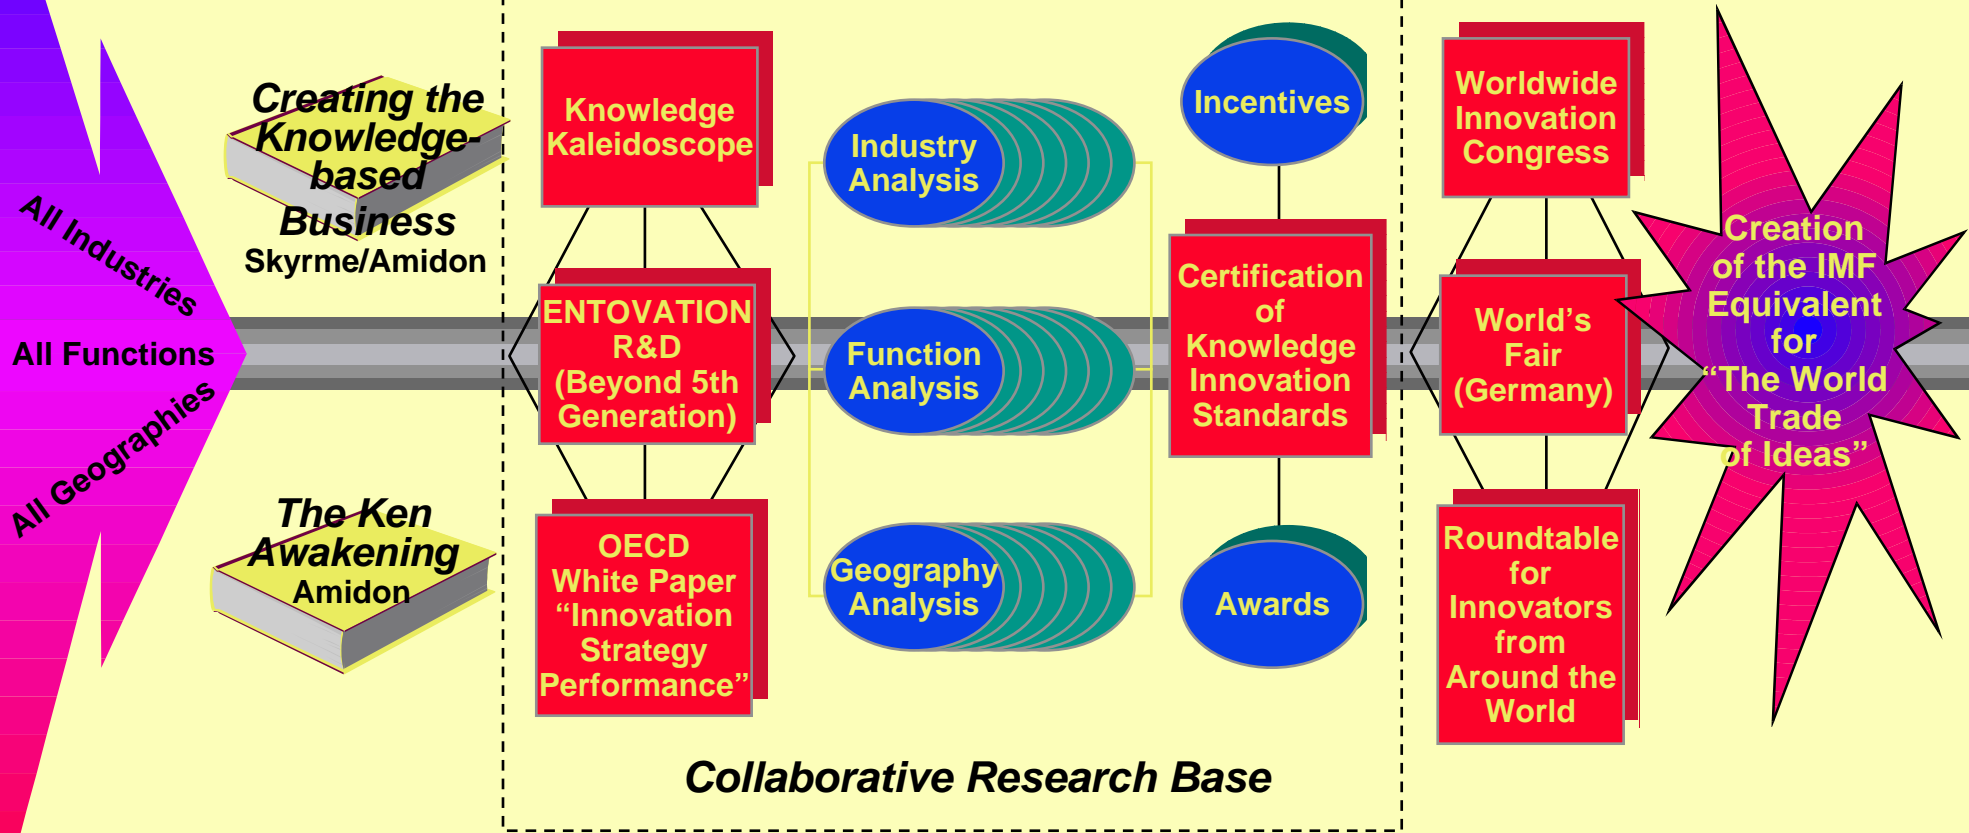 All Industries
All Functions
All Geographies
Creating the
Knowledge-
based
Business
Skyrme/Amidon
The Ken
Awakening
Amidon
Knowledge
Kaleidoscope
ENTOVATION
R&D
(Beyond 5th
Generation)
OECD
White Paper
“Innovation
Strategy
Performance”
Industry
Analysis
Function
Analysis
Geography
Analysis
Incentives
Certification
of
Knowledge
Innovation
Standards
Awards
Collaborative Research Base
Worldwide
Innovation
Congress
World’s
Fair
(Germany)
Roundtable
for
Innovators
from
Around the
World
Creation
of the IMF
Equivalent
for
“The World
Trade
of Ideas”